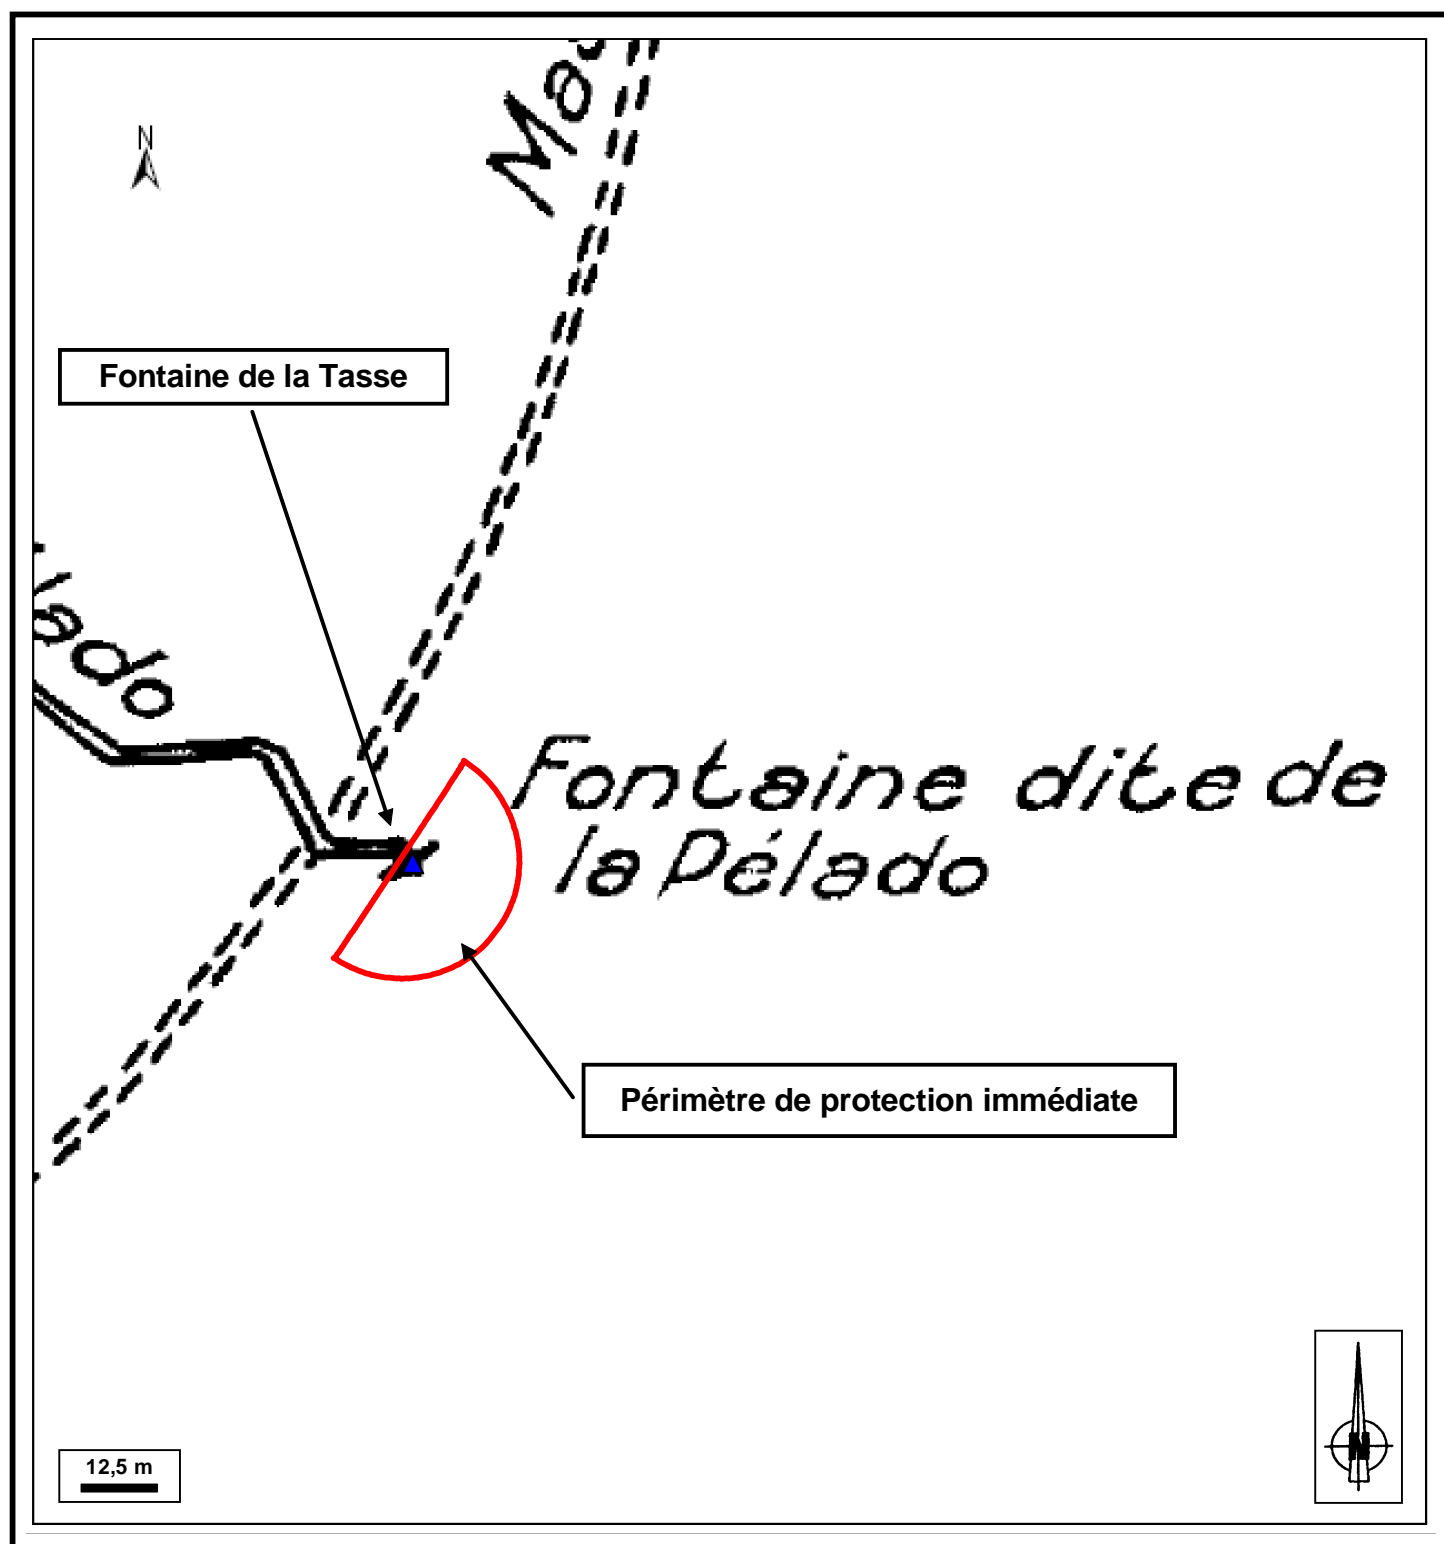 N
Fontaine de la Tasse
Fontaine dite de
la Pélado
Périmètre de protection immédiate
12,5 m
N